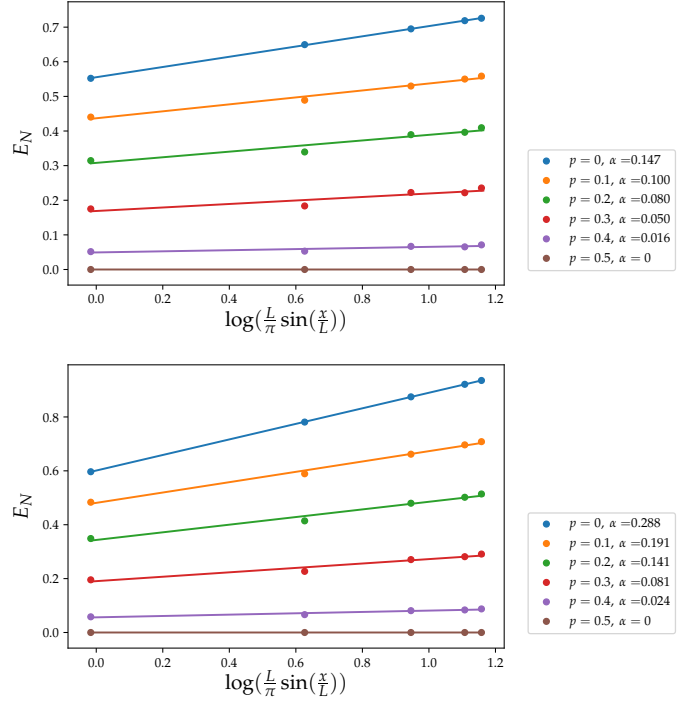 0.7
0.6
0.5
0.4
0.3
0.2
0.1
0.0
E_N
0.0 0.2 0.4 0.6 0.8 1.0 1.2
log(\frac{L}{π} sin(\frac{x}{L}))
p = 0, α =0.147
p = 0.1, α =0.100
p = 0.2, α =0.080
p = 0.3, α =0.050
p = 0.4, α =0.016
p = 0.5, α =0
0.8
0.6
0.4
0.2
0.0
E_N
0.0 0.2 0.4 0.6 0.8 1.0 1.2
log(\frac{L}{π} sin(\frac{x}{L}))
p = 0, α =0.288
p = 0.1, α =0.191
p = 0.2, α =0.141
p = 0.3, α =0.081
p = 0.4, α =0.024
p = 0.5, α =0